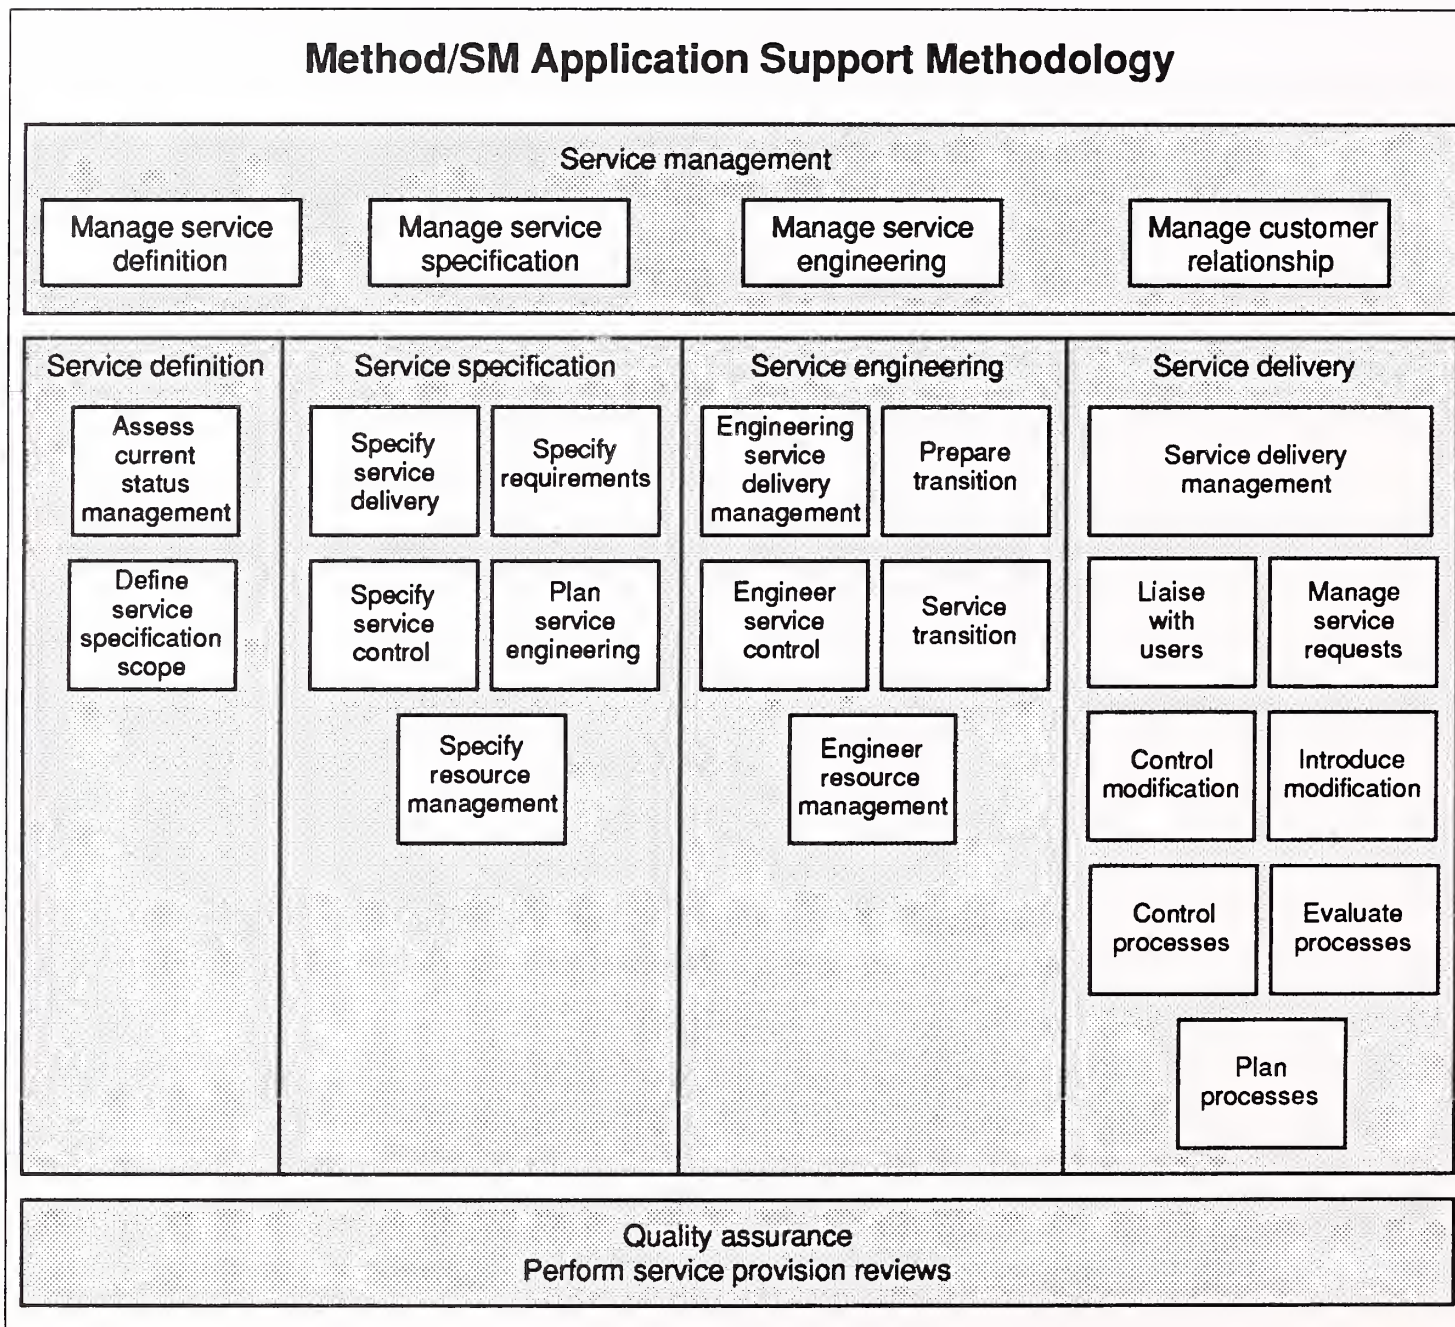 Method/SM Application Support Methodology
Service management
Manage service
definition
Manage service
specification
Manage service
engineering
Manage customer
relationship
Service definition
Assess
current
status
management
Define
service
specification
scope
Service specification
Specify
service
delivery
Specify
requirements
Specify
service
control
Plan
service
engineering
Specify
resource
management
Service engineering
Engineering
service
delivery
management
Prepare
transition
Engineer
service
control
Service
transition
Engineer
resource
management
Service delivery
Service delivery
management
Liaise
with
users
Manage
service
requests
Control
modification
Introduce
modification
Control
processes
Evaluate
processes
Plan
processes
Quality assurance
Perform service provision reviews